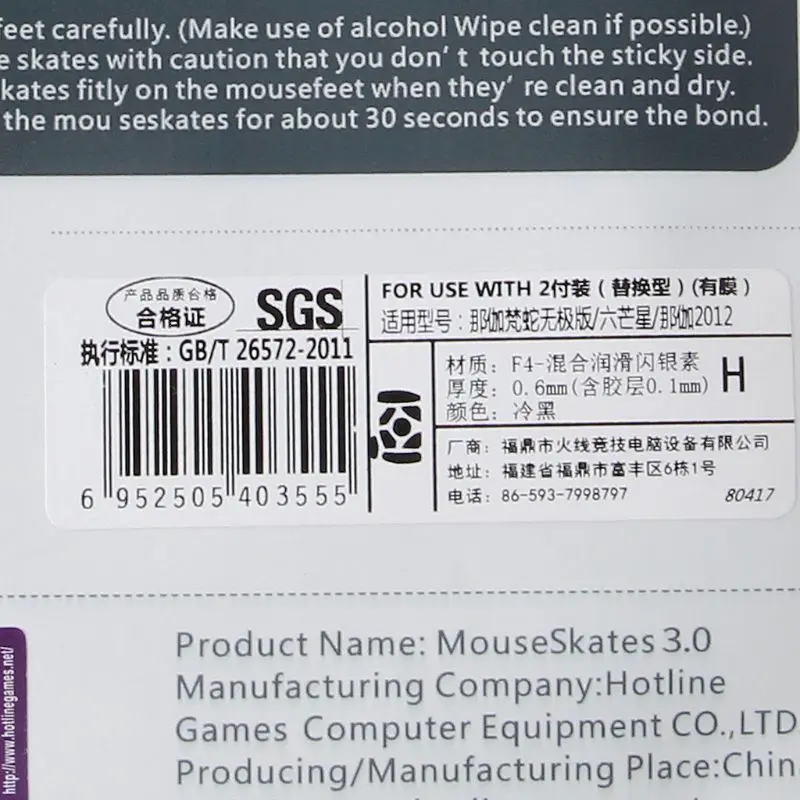 feet carefully. (Make use of alcohol Wipe clean if possible.)
e skates with caution that you don't touch the sticky side.
kates fitly on the mousefeet when they're clean and dry.
the mou seskates for about 30 seconds to ensure the bond.
产品品质合格
合格证
SGS
执行标准：GB/T 26572-2011
6 952505 403555
FOR USE WITH 2付装（替换型）(有膜）
适用型号：那伽梵蛇无极版/六芒星/那伽2012
材质：F4-混合润滑闪银素
厚度：0.6mm(含胶层0.1mm)
颜色：冷黑
H
厂商：福鼎市火线竞技电脑设备有限公司
地址：福建省福鼎市富丰区6栋1号
电话：86-593-7998797
80417
http://www.hotlinegames.net/
Product Name: MouseSkates 3.0
Manufacturing Company:Hotline
Games Computer Equipment CO.,LTD
Producing/Manufacturing Place:Chin